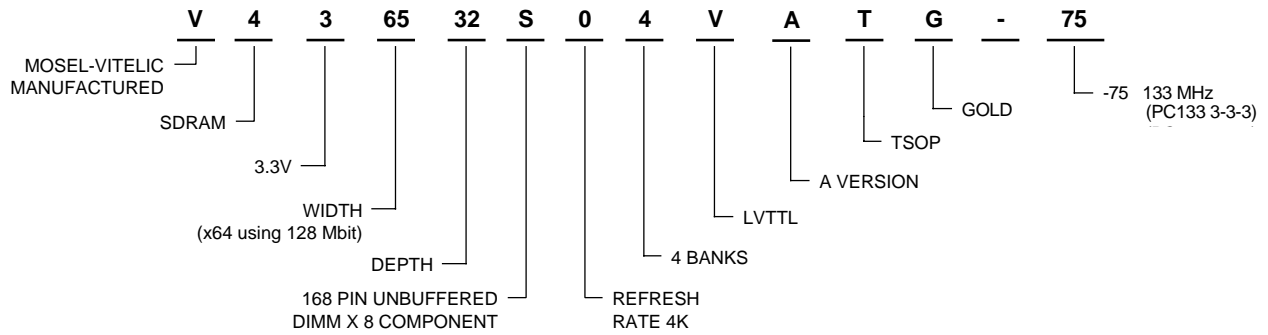 V 4 3 65 32 S 0 4 V A T G - 75
MOSEL-VITELIC
MANUFACTURED
SDRAM
3.3V
WIDTH
(x64 using 128 Mbit)
DEPTH
168 PIN UNBUFFERED
DIMM X 8 COMPONENT
REFRESH
RATE 4K
4 BANKS
LVTTL
A VERSION
TSOP
GOLD
-75 133 MHz
(PC133 3-3-3)